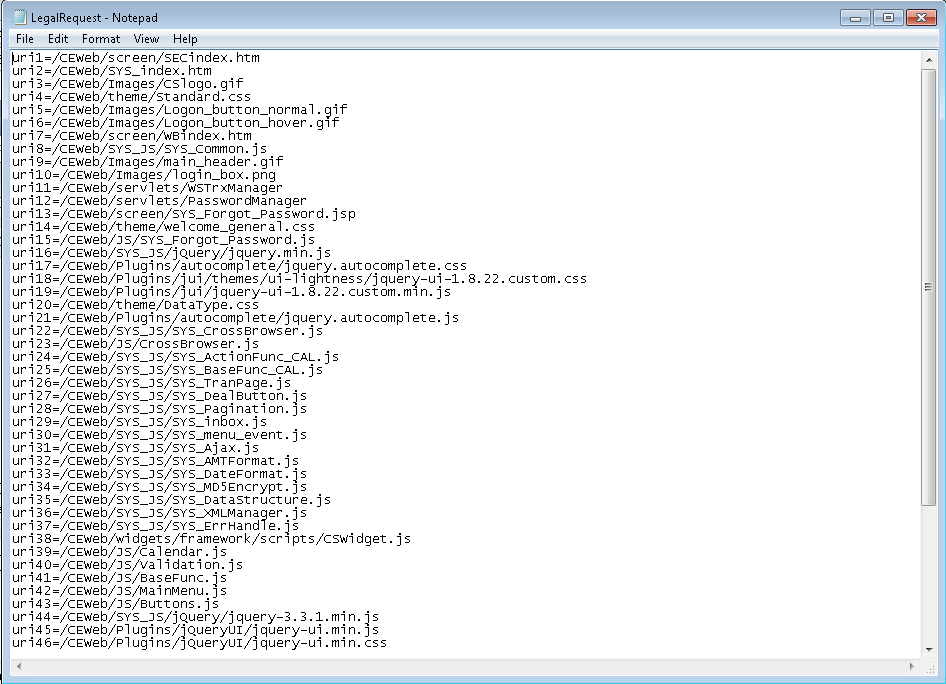 LegalRequest - Notepad
File Edit Format View Help
uri1=/CEWeb/screen/SECindex.htm
uri2=/CEWeb/SYS_index.htm
uri3=/CEWeb/Images/CSlogo.gif
uri4=/CEWeb/theme/Standard.css
uri5=/CEWeb/Images/Logon_button_normal.gif
uri6=/CEWeb/Images/Logon_button_hover.gif
uri7=/CEWeb/screen/WBindex.htm
uri8=/CEWeb/SYS_JS/SYS_Common.js
uri9=/CEWeb/Images/main_header.gif
uri10=/CEWeb/Images/login_box.png
uri11=/CEWeb/servlets/WSTrxManager
uri12=/CEWeb/servlets/PasswordManager
uri13=/CEWeb/screen/SYS_Forgot_Password.jsp
uri14=/CEWeb/theme/welcome_general.css
uri15=/CEWeb/JS/SYS_Forgot_Password.js
uri16=/CEWeb/SYS_JS/jQuery/jquery.min.js
uri17=/CEWeb/Plugins/autocomplete/jquery.autocomplete.css
uri18=/CEWeb/Plugins/jui/themes/ui-lightness/jquery-ui-1.8.22.custom.css
uri19=/CEWeb/Plugins/jui/jquery-ui-1.8.22.custom.min.js
uri20=/CEWeb/theme/DataType.css
uri21=/CEWeb/Plugins/autocomplete/jquery.autocomplete.js
uri22=/CEWeb/SYS_JS/SYS_CrossBrowser.js
uri23=/CEWeb/JS/CrossBrowser.js
uri24=/CEWeb/SYS_JS/SYS_ActionFunc_CAL.js
uri25=/CEWeb/SYS_JS/SYS_BaseFunc_CAL.js
uri26=/CEWeb/SYS_JS/SYS_TranPage.js
uri27=/CEWeb/SYS_JS/SYS_DealButton.js
uri28=/CEWeb/SYS_JS/SYS_Pagination.js
uri29=/CEWeb/SYS_JS/SYS_inbox.js
uri30=/CEWeb/SYS_JS/SYS_menu_event.js
uri31=/CEWeb/SYS_JS/SYS_Ajax.js
uri32=/CEWeb/SYS_JS/SYS_AMTFormat.js
uri33=/CEWeb/SYS_JS/SYS_DateFormat.js
uri34=/CEWeb/SYS_JS/SYS_MD5Encrypt.js
uri35=/CEWeb/SYS_JS/SYS_DataStructure.js
uri36=/CEWeb/SYS_JS/SYS_XMLManager.js
uri37=/CEWeb/SYS_JS/SYS_ErrHandle.js
uri38=/CEWeb/widgets/framework/scripts/CSWidget.js
uri39=/CEWeb/JS/Calendar.js
uri40=/CEWeb/JS/Validation.js
uri41=/CEWeb/JS/BaseFunc.js
uri42=/CEWeb/JS/MainMenu.js
uri43=/CEWeb/JS/Buttons.js
uri44=/CEWeb/SYS_JS/jQuery/jquery-3.3.1.min.js
uri45=/CEWeb/Plugins/jQueryUI/jquery-ui.min.js
uri46=/CEWeb/Plugins/jQueryUI/jquery-ui.min.css